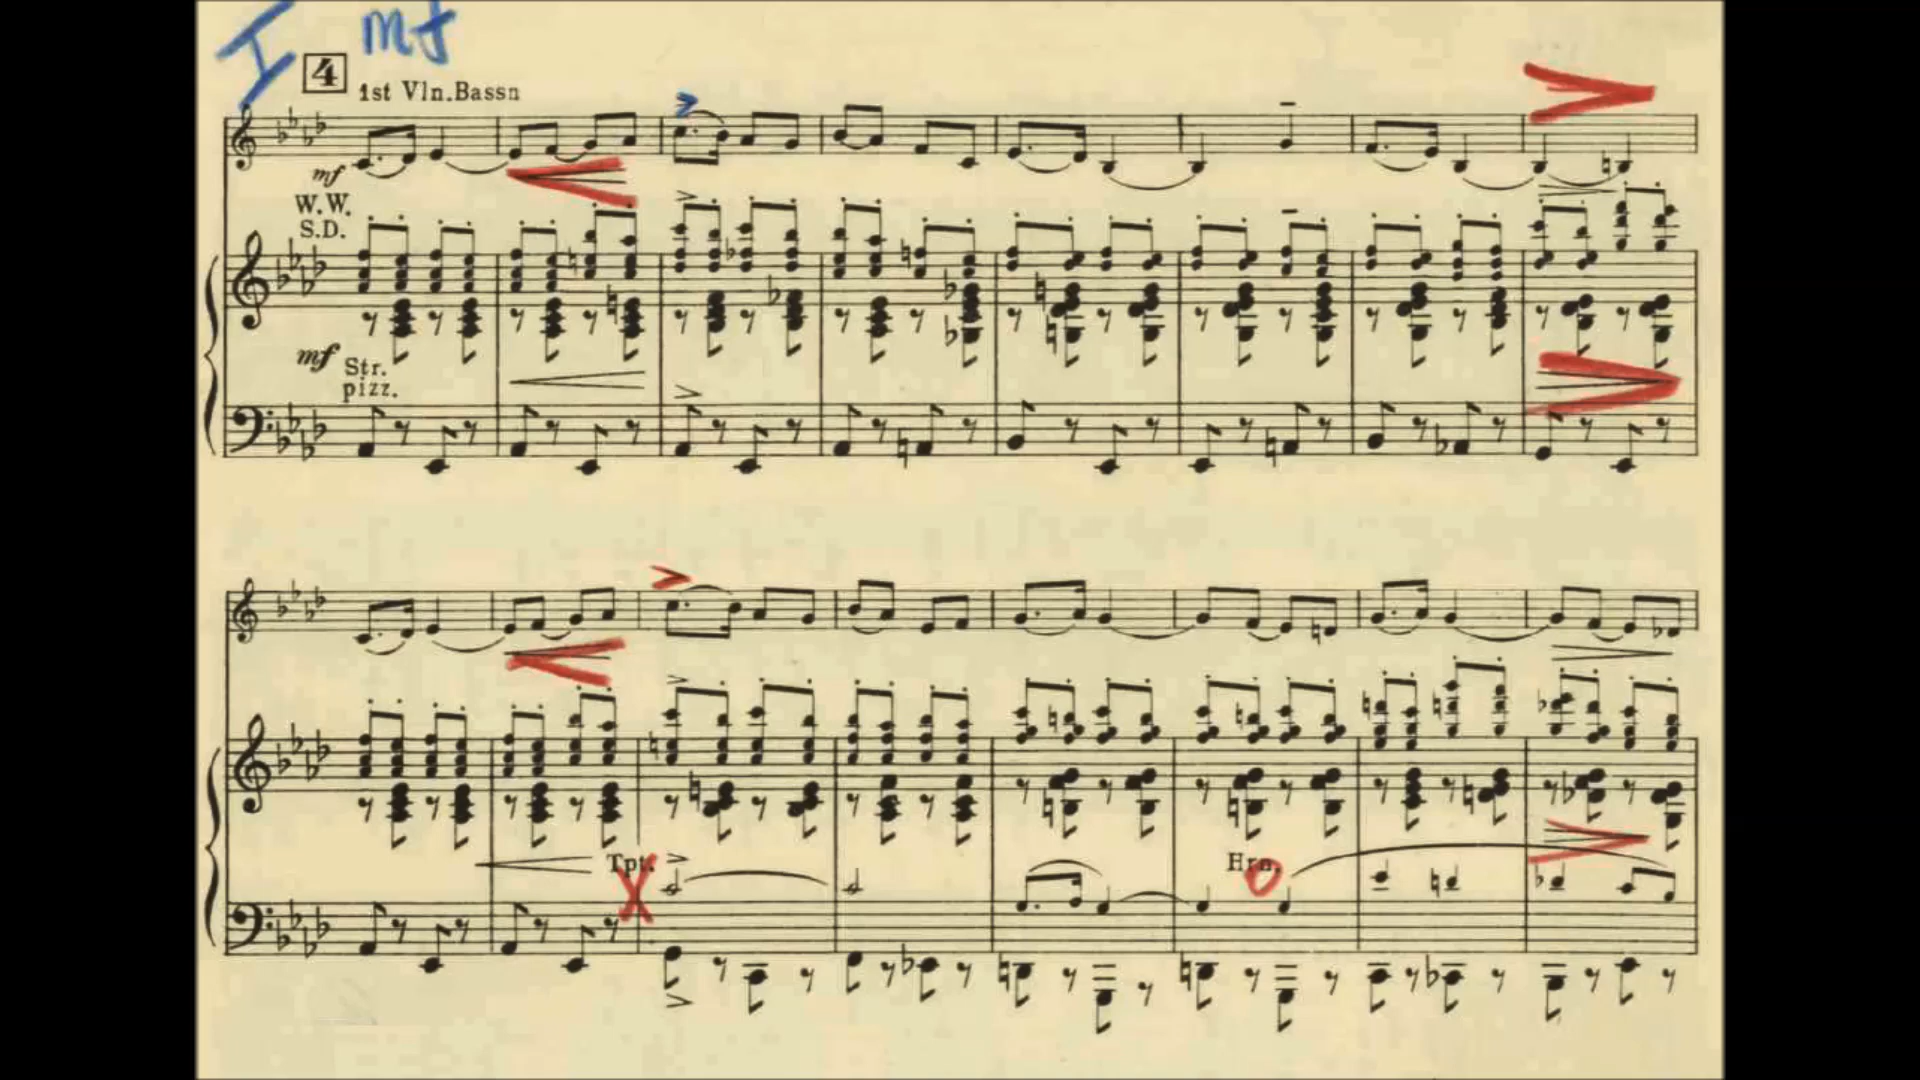 I mf
4
1st Vln.Bassn
mf
W.W.
S.D.
mf
Str.
pizz.
Tpt.
Hrn.